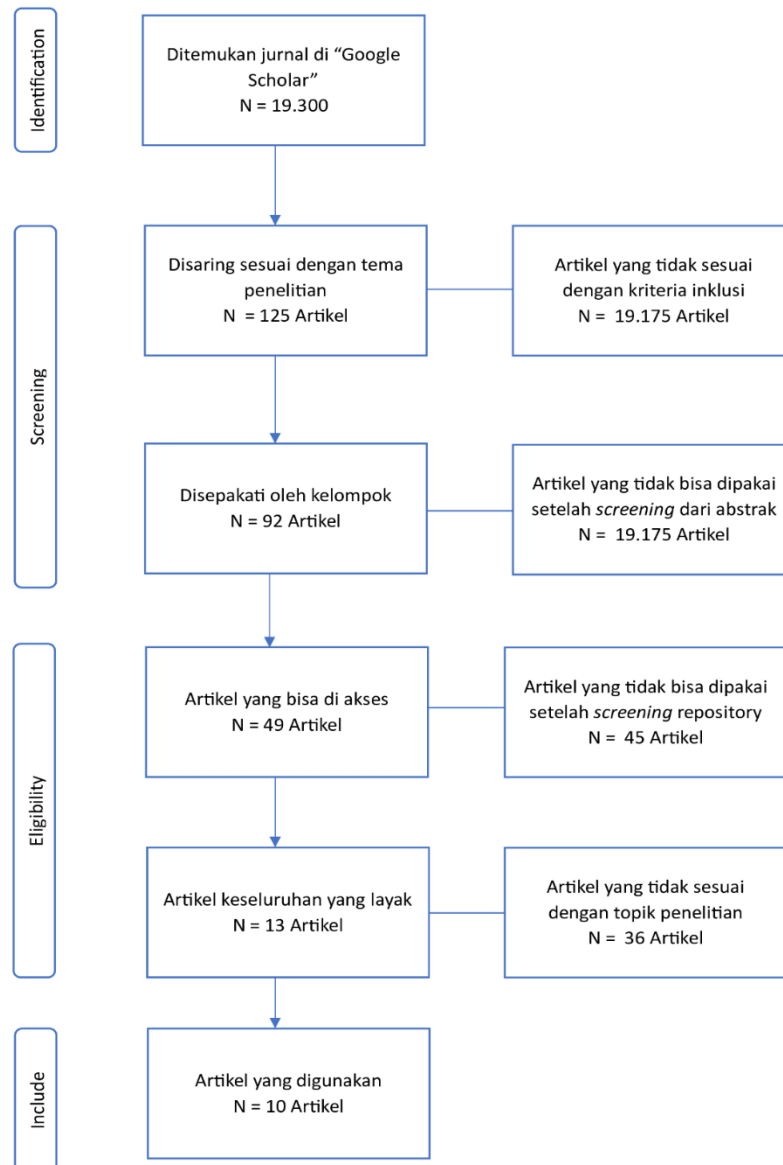 Identification
Ditemukan jurnal di “Google
Scholar”
N = 19.300
Screening
Disaring sesuai dengan tema
penelitian
N = 125 Artikel
Artikel yang tidak sesuai
dengan kriteria inklusi
N = 19.175 Artikel
Disepakati oleh kelompok
N = 92 Artikel
Artikel yang tidak bisa dipakai
setelah screening dari abstrak
N = 19.175 Artikel
Eligibility
Artikel yang bisa di akses
N = 49 Artikel
Artikel yang tidak bisa dipakai
setelah screening repository
N = 45 Artikel
Artikel keseluruhan yang layak
N = 13 Artikel
Artikel yang tidak sesuai
dengan topik penelitian
N = 36 Artikel
Include
Artikel yang digunakan
N = 10 Artikel